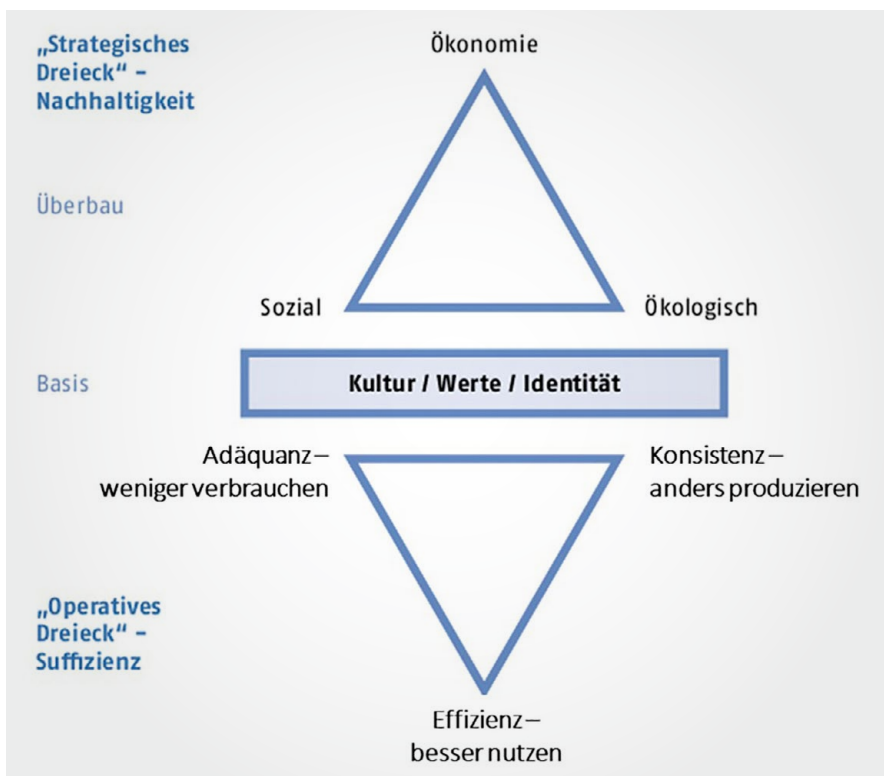 „Strategisches
Dreieck“ –
Nachhaltigkeit
Ökonomie
Überbau
Sozial
Ökologisch
Basis
Kultur / Werte / Identität
Adäquanz–
weniger verbrauchen
Konsistenz–
anders produzieren
„Operatives
Dreieck“ –
Suffizienz
Effizienz–
besser nutzen